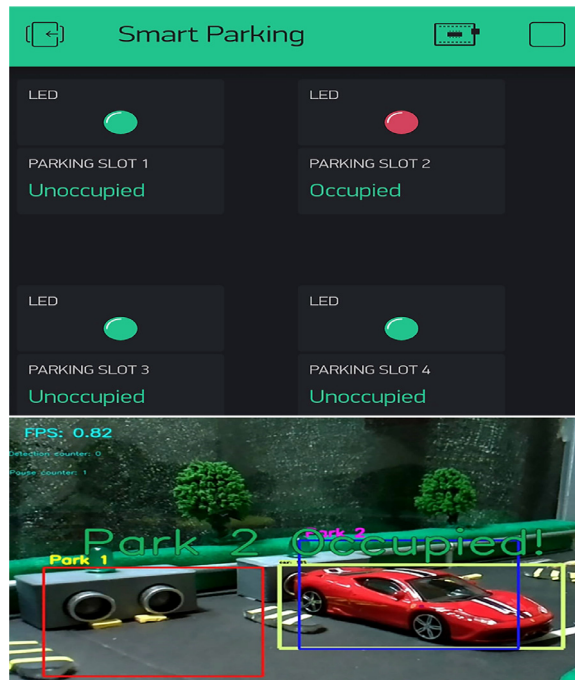 Smart Parking
LED
LED
PARKING SLOT 1
PARKING SLOT 2
Unoccupied
Occupied
LED
LED
PARKING SLOT 3
PARKING SLOT 4
Unoccupied
Unoccupied
FPS: 0.82
Detection counter: 0
Pause counter: 1
Park 2 Occupied!
Park 2
Park 1